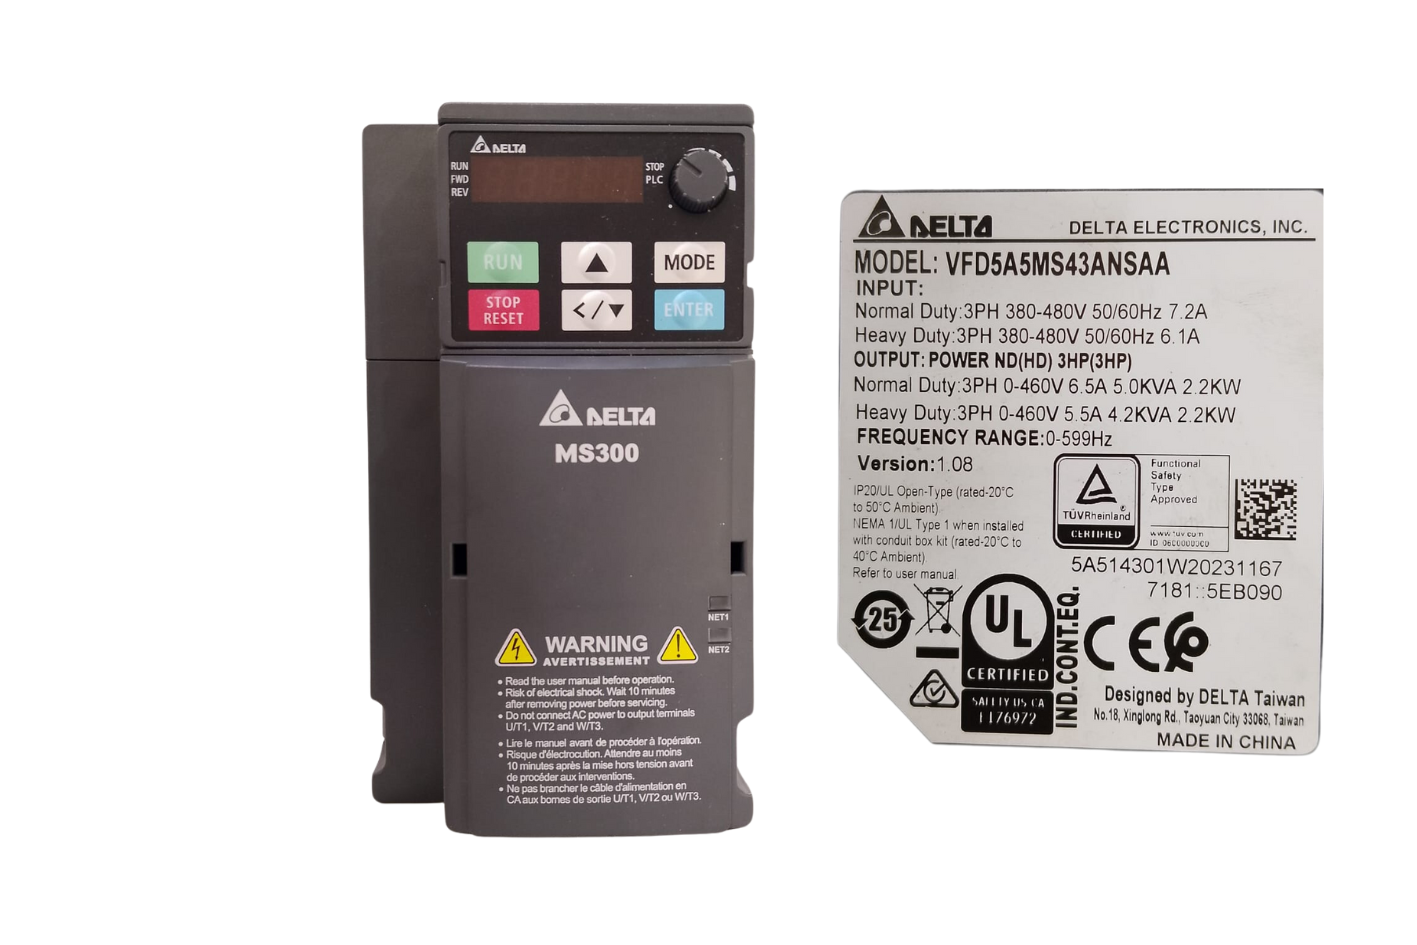 DELTA
RUN
FWD
REV
STOP
PLC
RUN
MODE
STOP
RESET
ENTER
DELTA
MS300
NET1
NET2
WARNING
AVERTISSEMENT
• Read the user manual before operation.
• Risk of electrical shock. Wait 10 minutes
after removing power before servicing.
• Do not connect AC power to output terminals
U/T1, V/T2 and W/T3.
• Lire le manuel avant de procéder à l'opération.
• Risque d'électrocution. Attendre au moins
10 minutes après la mise hors tension avant
de procéder aux interventions.
• Ne pas brancher le câble d'alimentation en
CA aux bornes de sortie U/T1, V/T2 ou W/T3.
DELTA
DELTA ELECTRONICS, INC.
MODEL: VFD5A5MS43ANSAA
INPUT:
Normal Duty:3PH 380-480V 50/60Hz 7.2A
Heavy Duty:3PH 380-480V 50/60Hz 6.1A
OUTPUT: POWER ND(HD) 3HP(3HP)
Normal Duty:3PH 0-460V 6.5A 5.0KVA 2.2KW
Heavy Duty:3PH 0-460V 5.5A 4.2KVA 2.2KW
FREQUENCY RANGE:0-599Hz
Version:1.08
IP20/UL Open-Type (rated-20°C
to 50°C Ambient)
NEMA 1/UL Type 1 when installed
with conduit box kit (rated-20°C to
40°C Ambient).
Refer to user manual.
TÜVRheinland
CERTIFIED
Functional
Safety
Type
Approved
www.tuv.com
ID 0600000000
5A514301W20231167
7181::5EB090
25
UL
CERTIFIED
SAFETY US CA
E176972
IND.CONT.EQ.
CE
Designed by DELTA Taiwan
No.18, Xinglong Rd., Taoyuan City 33068, Taiwan
MADE IN CHINA